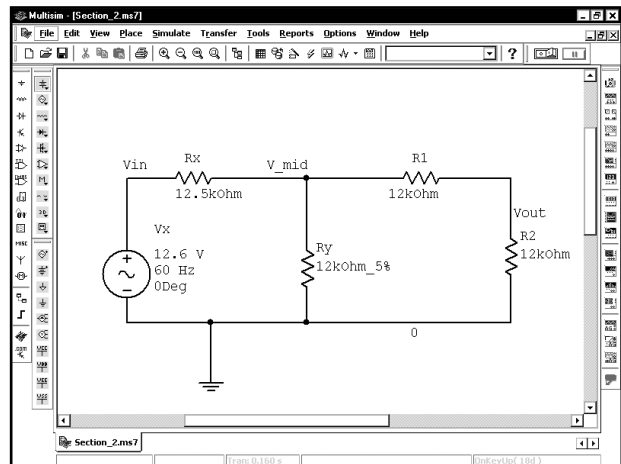 Multisim - [Section_2.ms7]
File Edit View Place Simulate Transfer Tools Reports Options Window Help
Vin
Rx
12.5kOhm
V_mid
R1
12kOhm
Vout
R2
12kOhm
Vx
12.6 V
60 Hz
0Deg
Ry
12kOhm_5%
0
MISC
.com
Section_2.ms7
Tran: 0.160 s
OnKeyUp( 18d )